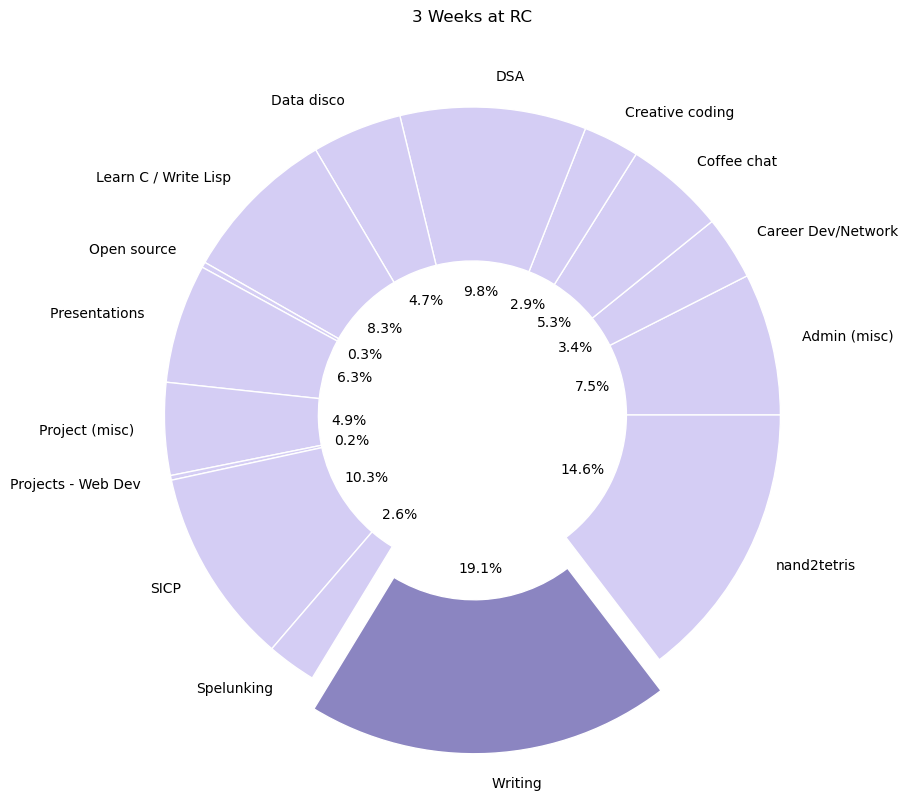 3 Weeks at RC
DSA
Data disco
Creative coding
Coffee chat
Learn C / Write Lisp
Career Dev/Network
Open source
Presentations
Admin (misc)
Project (misc)
Projects - Web Dev
SICP
nand2tetris
Spelunking
Writing
9.8%
4.7%
2.9%
5.3%
8.3%
3.4%
0.3%
6.3%
7.5%
4.9%
0.2%
14.6%
10.3%
2.6%
19.1%